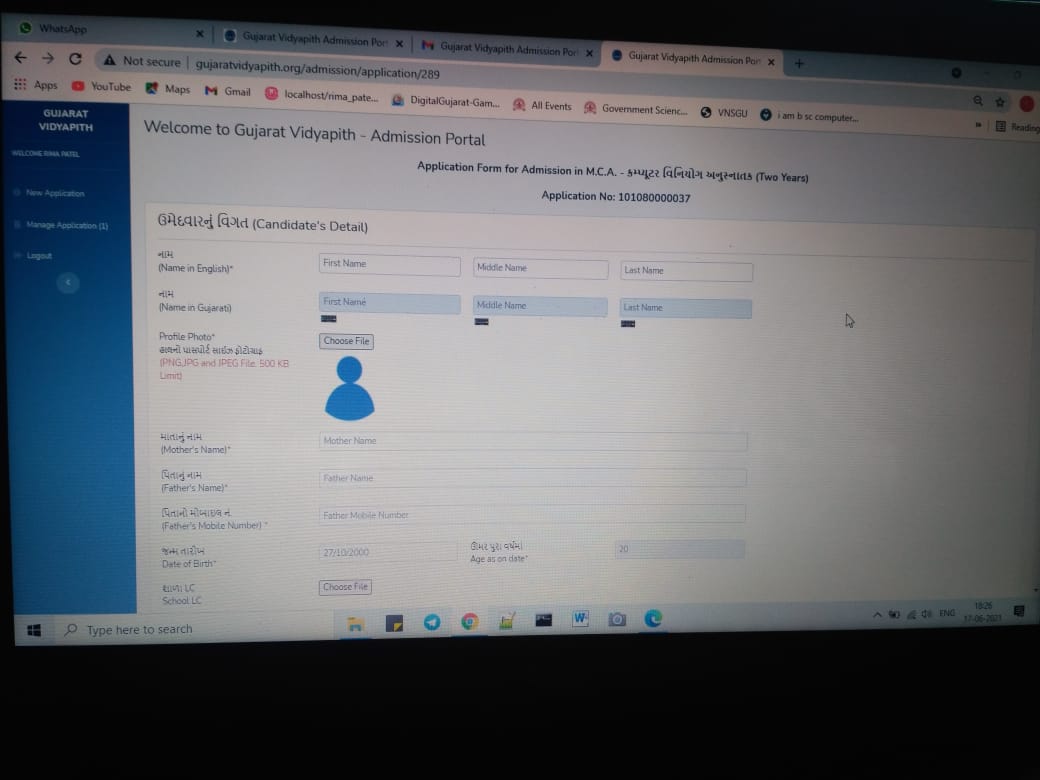 WhatsApp
Gujarat Vidyapith Admission Port
Gujarat Vidyapith Admission Port
Gujarat Vidyapith Admission Port
Not secure | gujaratvidyapith.org/admission/application/289
Apps YouTube Maps Gmail localhost/rima_pate... DigitalGujarat-Gam... All Events Government Scienc... VNSGU i am b sc computer... » Reading
GUJARAT
VIDYAPITH
WELCOME RIMA PATEL
New Application
Manage Application (1)
Logout
Welcome to Gujarat Vidyapith - Admission Portal
Application Form for Admission in M.C.A. - કમ્પ્યૂટર વિનિયોગ અનુસ્નાતક (Two Years)
Application No: 101080000037
ઉમેદવારનું વિગત (Candidate's Detail)
નામ
(Name in English)*
First Name Middle Name Last Name
નામ
(Name in Gujarati)
First Name Middle Name Last Name
Profile Photo*
હાલનો પાસપોર્ટ સાઈઝ ફોટોગ્રાફ
(PNG,JPG and JPEG File, 500 KB
Limit)
Choose File
માતાનું નામ
(Mother's Name)*
Mother Name
પિતાનું નામ
(Father's Name)*
Father Name
પિતાનો મોબાઇલ નં.
(Father's Mobile Number) *
Father Mobile Number
જન્મ તારીખ
Date of Birth*
27/10/2000
ઊંમર પુરા વર્ષમાં
Age as on date*
20
શાળા LC
School LC
Choose File
Type here to search
ENG
18:26
17-06-2021